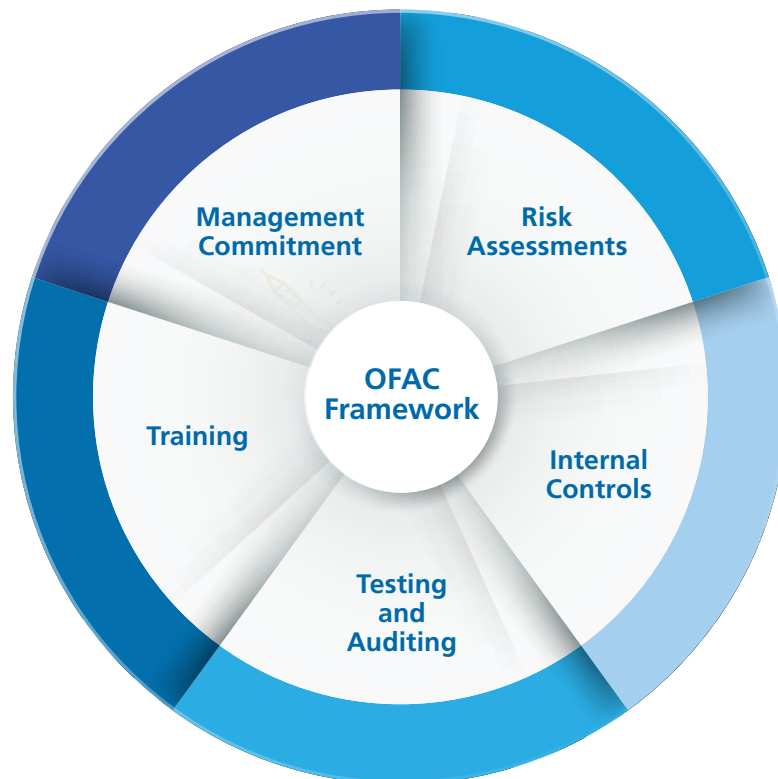 Management
Commitment
Risk
Assessments
OFAC
Framework
Training
Internal
Controls
Testing
and
Auditing